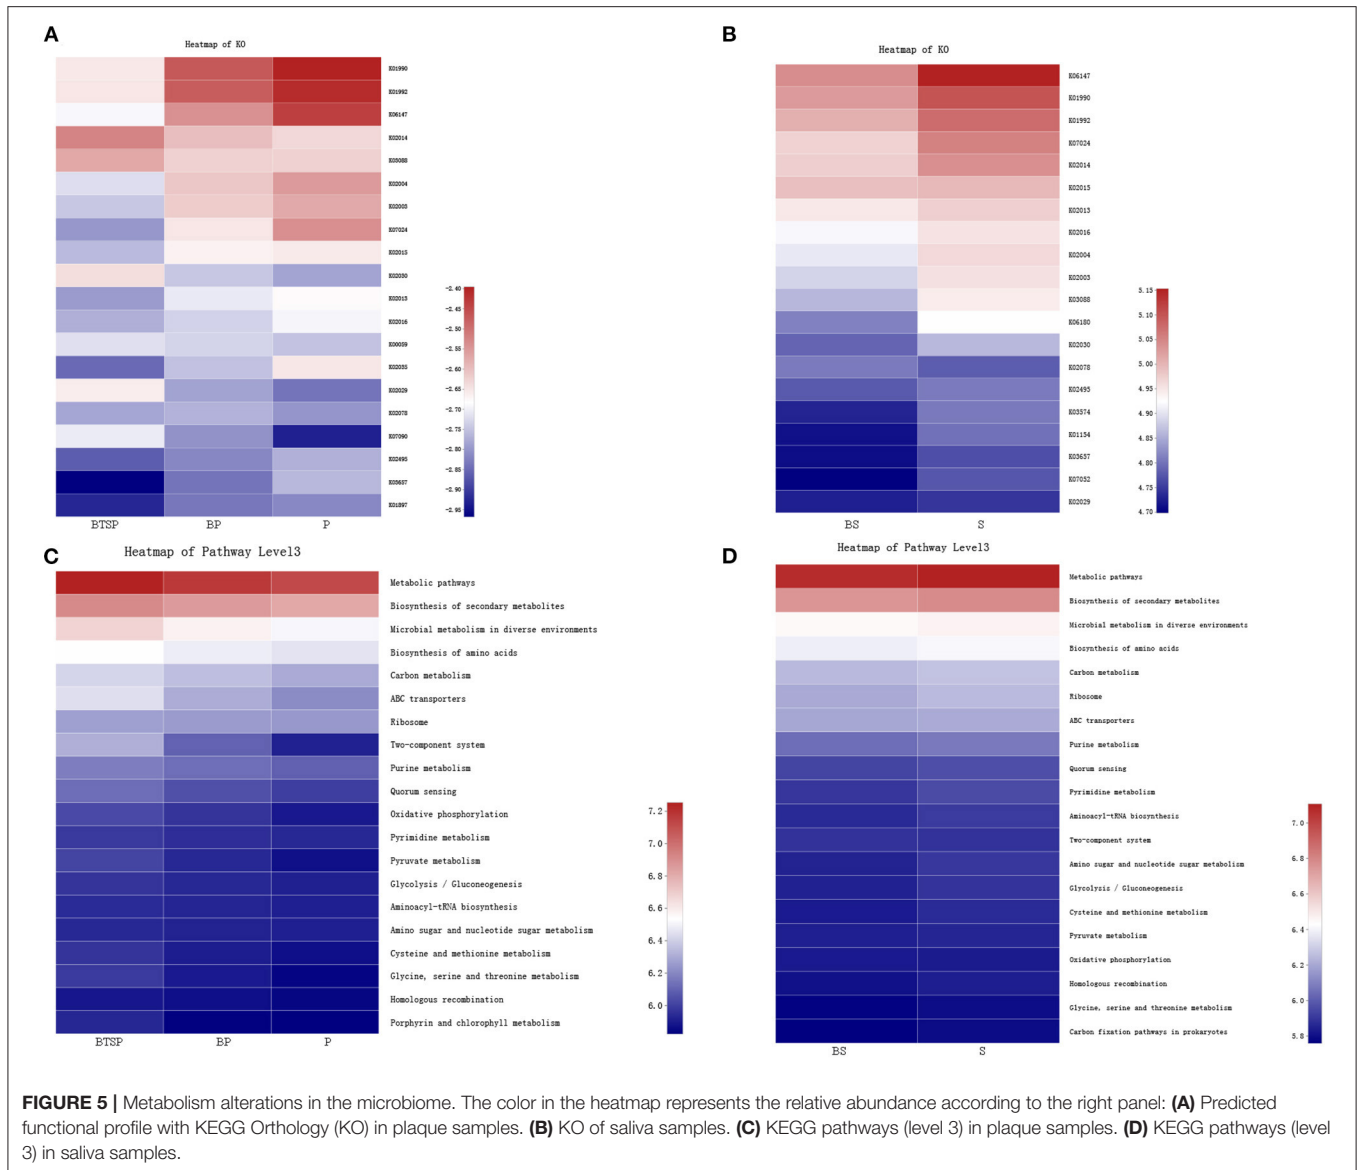 A
Heatmap of KO
K01990
K01992
K06147
K02014
K03088
K02004
K02003
K07024
K02015
K02030
K02013
K02016
K00059
K02035
K02029
K02078
K07090
K02495
K03657
K01897
BTSP BP P
-2.40
-2.45
-2.50
-2.55
-2.60
-2.65
-2.70
-2.75
-2.80
-2.85
-2.90
-2.95
B
Heatmap of KO
K06147
K01990
K01992
K07024
K02014
K02015
K02013
K02016
K02004
K02003
K03088
K06180
K02030
K02078
K02495
K03574
K01154
K03657
K07052
K02029
BS S
5.15
5.10
5.05
5.00
4.95
4.90
4.85
4.80
4.75
4.70
C
Heatmap of Pathway Level3
Metabolic pathways
Biosynthesis of secondary metabolites
Microbial metabolism in diverse environments
Biosynthesis of amino acids
Carbon metabolism
ABC transporters
Ribosome
Two-component system
Purine metabolism
Quorum sensing
Oxidative phosphorylation
Pyrimidine metabolism
Pyruvate metabolism
Glycolysis / Gluconeogenesis
Aminoacyl-tRNA biosynthesis
Amino sugar and nucleotide sugar metabolism
Cysteine and methionine metabolism
Glycine, serine and threonine metabolism
Homologous recombination
Porphyrin and chlorophyll metabolism
BTSP BP P
7.2
7.0
6.8
6.6
6.4
6.2
6.0
D
Heatmap of Pathway Level3
Metabolic pathways
Biosynthesis of secondary metabolites
Microbial metabolism in diverse environments
Biosynthesis of amino acids
Carbon metabolism
Ribosome
ABC transporters
Purine metabolism
Quorum sensing
Pyrimidine metabolism
Aminoacyl-tRNA biosynthesis
Two-component system
Amino sugar and nucleotide sugar metabolism
Glycolysis / Gluconeogenesis
Cysteine and methionine metabolism
Pyruvate metabolism
Oxidative phosphorylation
Homologous recombination
Glycine, serine and threonine metabolism
Carbon fixation pathways in prokaryotes
BS S
7.0
6.8
6.6
6.4
6.2
6.0
5.8
FIGURE 5 | Metabolism alterations in the microbiome. The color in the heatmap represents the relative abundance according to the right panel: (A) Predicted
functional profile with KEGG Orthology (KO) in plaque samples. (B) KO of saliva samples. (C) KEGG pathways (level 3) in plaque samples. (D) KEGG pathways (level
3) in saliva samples.